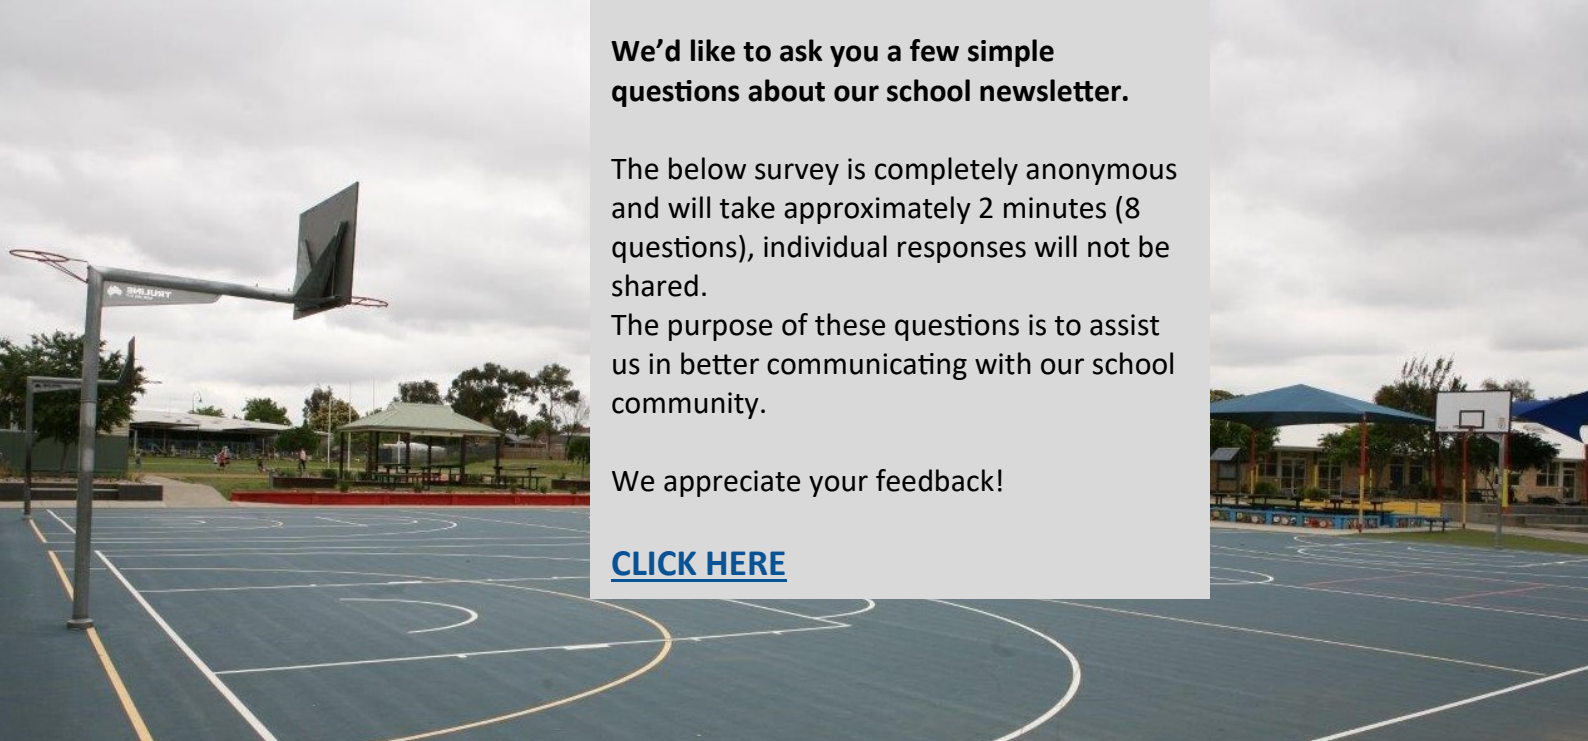 We'd like to ask you a few simple
questions about our school newsletter.
The below survey is completely anonymous
and will take approximately 2 minutes (8
questions), individual responses will not be
shared.
The purpose of these questions is to assist
us in better communicating with our school
community.
We appreciate your feedback!
CLICK HERE
TRULINE